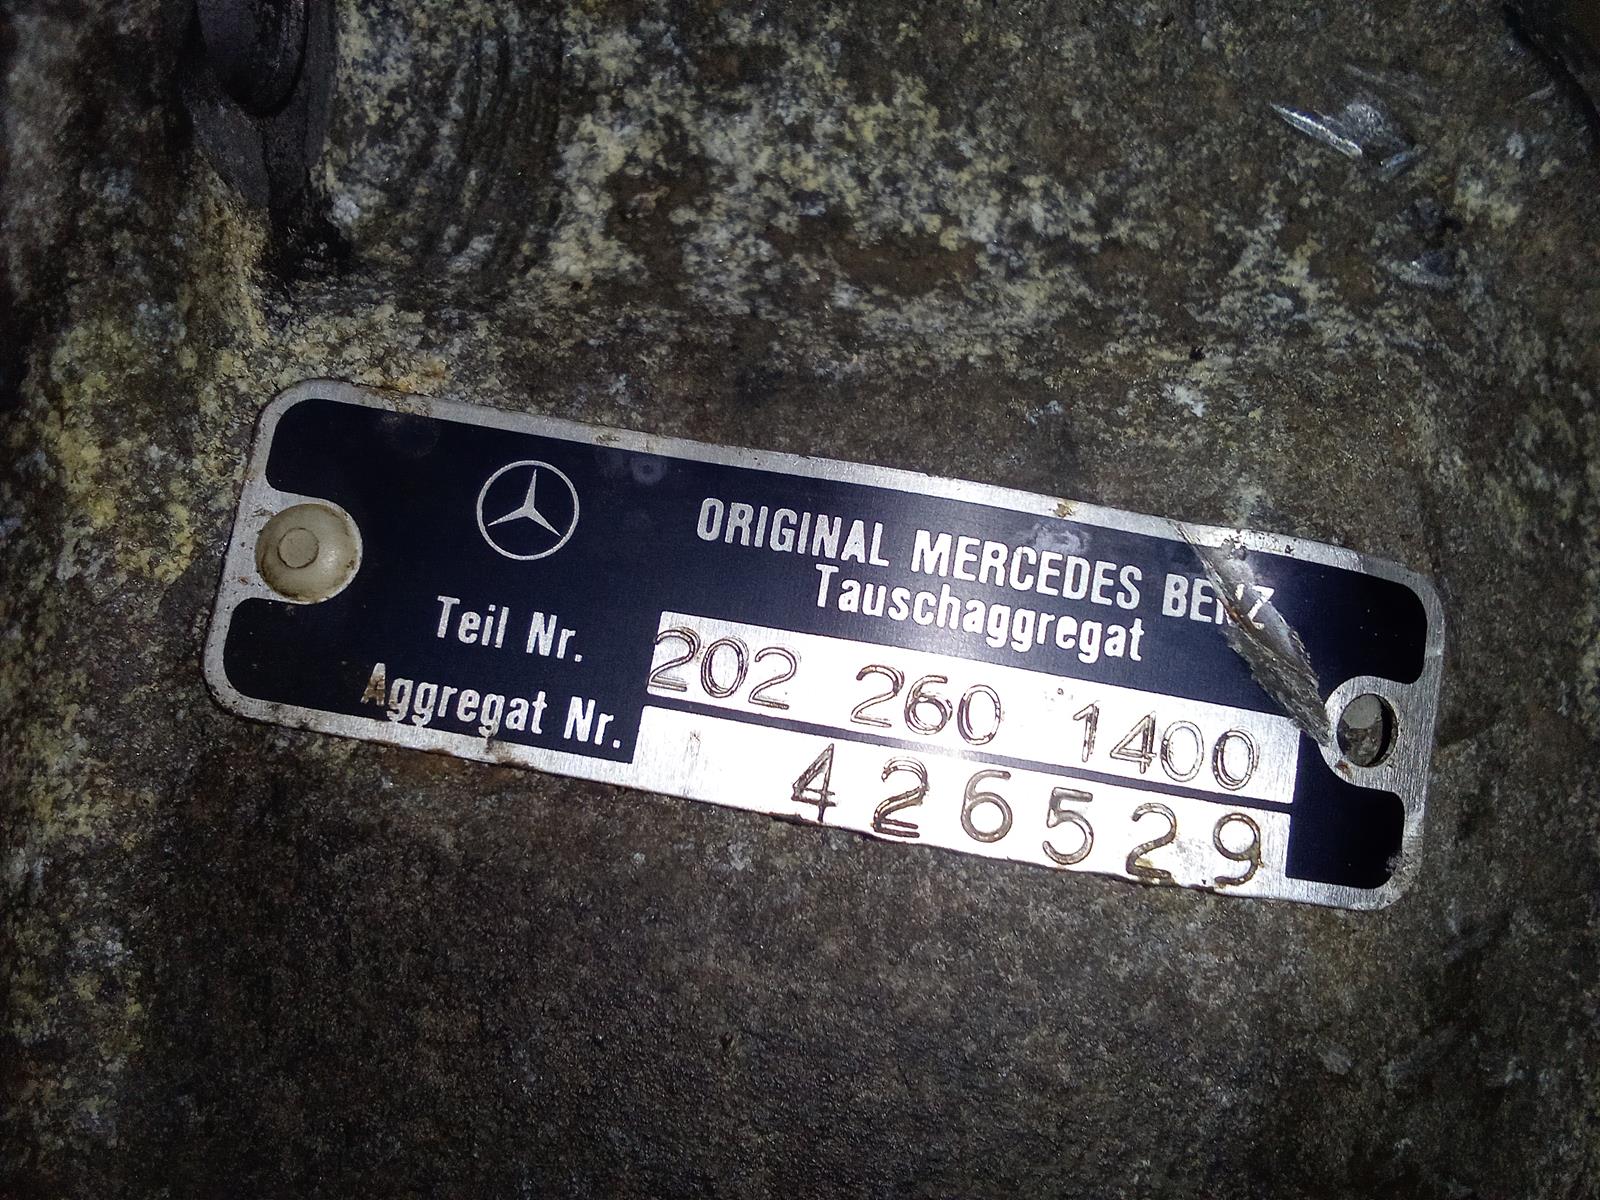 ORIGINAL MERCEDES BENZ
Tauschaggregat
Teil Nr. 202 260 1400
Aggregat Nr. 426529